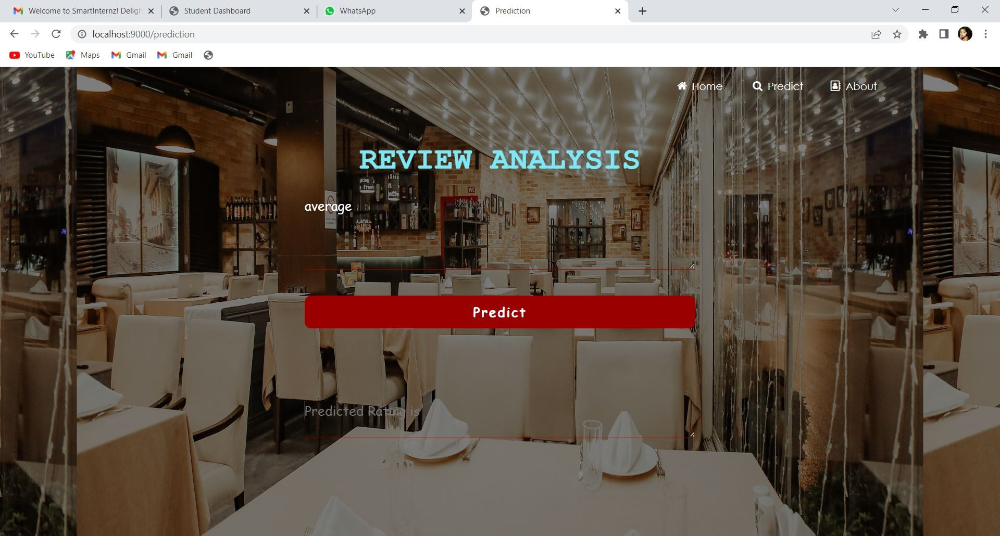 Welcome to SmartInternz! Deligh
Student Dashboard
WhatsApp
Prediction
localhost:9000/prediction
YouTube
Maps
Gmail
Gmail
Home
Predict
About
REVIEW ANALYSIS
WC
average
Predict
Predicted Rating is